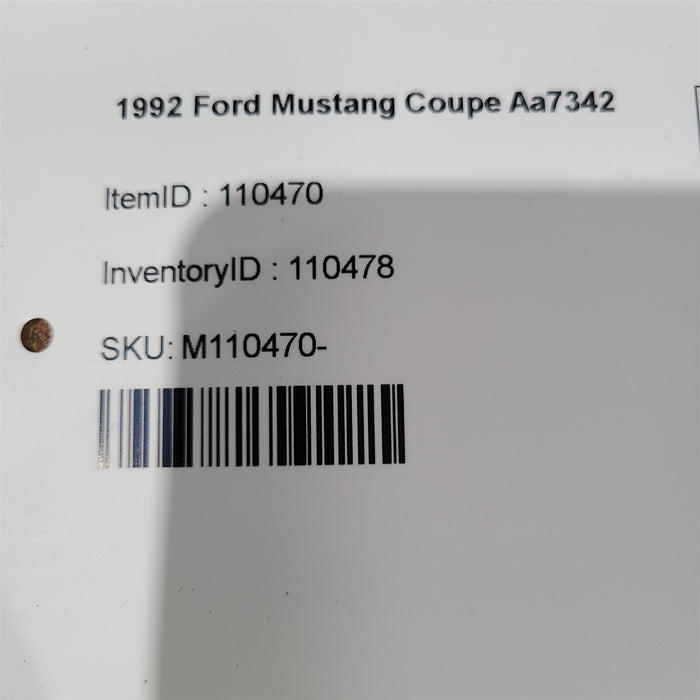 1992 Ford Mustang Coupe Aa7342
ItemID : 110470
InventoryID : 110478
SKU: M110470-